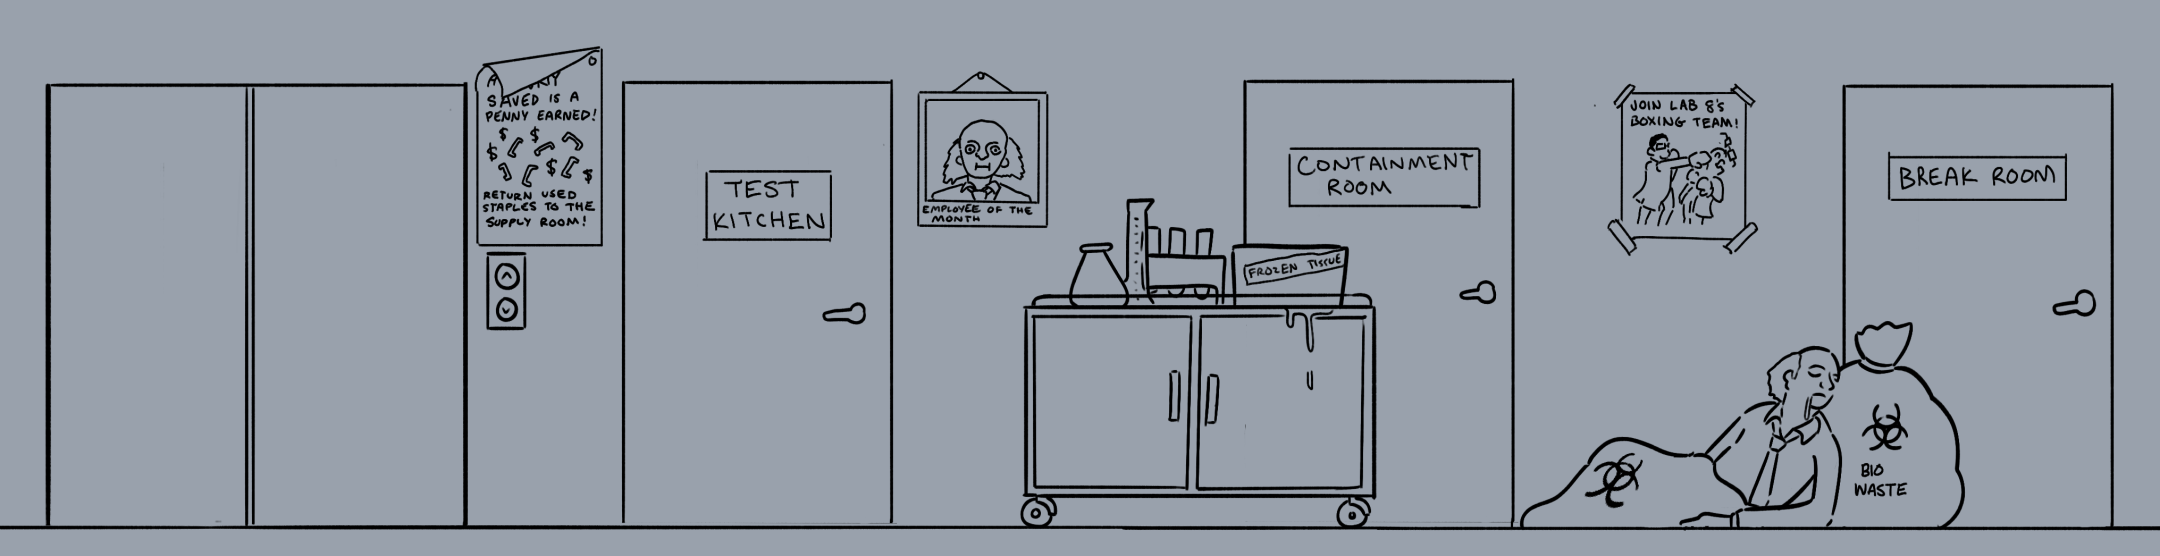 SAVED IS A
PENNY EARNED!
$ $ $ $ $
RETURN USED
STAPLES TO THE
SUPPLY ROOM!
TEST
KITCHEN
EMPLOYEE OF THE
MONTH
FROZEN TISSUE
CONTAINMENT
ROOM
JOIN LAB 8's
BOXING TEAM!
BREAK ROOM
BIO
WASTE